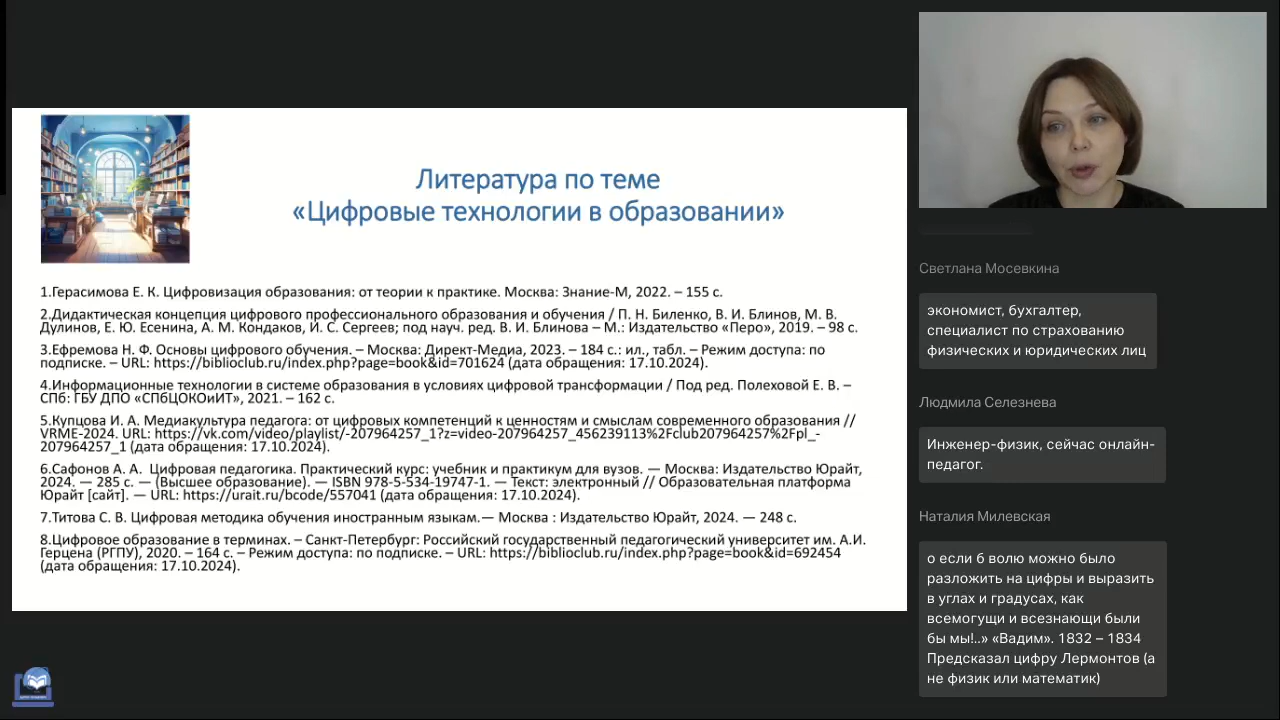 Литература по теме
«Цифровые технологии в образовании»
1.Герасимова Е. К. Цифровизация образования: от теории к практике. Москва: Знание-М, 2022. – 155 с.
2.Дидактическая концепция цифрового профессионального образования и обучения / П. Н. Биленко, В. И. Блинов, М. В.
Дулинов, Е. Ю. Есенина, А. М. Кондаков, И. С. Сергеев; под науч. ред. В. И. Блинова – М.: Издательство «Перо», 2019. – 98 с.
3.Ефремова Н. Ф. Основы цифрового обучения. – Москва: Директ-Медиа, 2023. – 184 с.: ил., табл. – Режим доступа: по
подписке. – URL: https://biblioclub.ru/index.php?page=book&id=701624 (дата обращения: 17.10.2024).
4.Информационные технологии в системе образования в условиях цифровой трансформации / Под ред. Полеховой Е. В. –
СПб: ГБУ ДПО «СПбЦОКОиИТ», 2021. – 162 с.
5.Купцова И. А. Медиакультура педагога: от цифровых компетенций к ценностям и смыслам современного образования //
VRME-2024. URL: https://vk.com/video/playlist/-207964257_1?z=video-207964257_456239113%2Fclub207964257%2Fpl_-
207964257_1 (дата обращения: 17.10.2024).
6.Сафонов А. А. Цифровая педагогика. Практический курс: учебник и практикум для вузов. — Москва: Издательство Юрайт,
2024. — 285 с. — (Высшее образование). — ISBN 978-5-534-19747-1. — Текст: электронный // Образовательная платформа
Юрайт [сайт]. — URL: https://urait.ru/bcode/557041 (дата обращения: 17.10.2024).
7.Титова С. В. Цифровая методика обучения иностранным языкам.— Москва : Издательство Юрайт, 2024. — 248 с.
8.Цифровое образование в терминах. – Санкт-Петербург: Российский государственный педагогический университет им. А.И.
Герцена (РГПУ), 2020. – 164 с. – Режим доступа: по подписке. – URL: https://biblioclub.ru/index.php?page=book&id=692454
(дата обращения: 17.10.2024).
Светлана Мосевкина
экономист, бухгалтер,
специалист по страхованию
физических и юридических лиц
Людмила Селезнева
Инженер-физик, сейчас онлайн-
педагог.
Наталия Милевская
о если б волю можно было
разложить на цифры и выразить
в углах и градусах, как
всемогущи и всезнающи были
бы мы!..» «Вадим». 1832 – 1834
Предсказал цифру Лермонтов (а
не физик или математик)